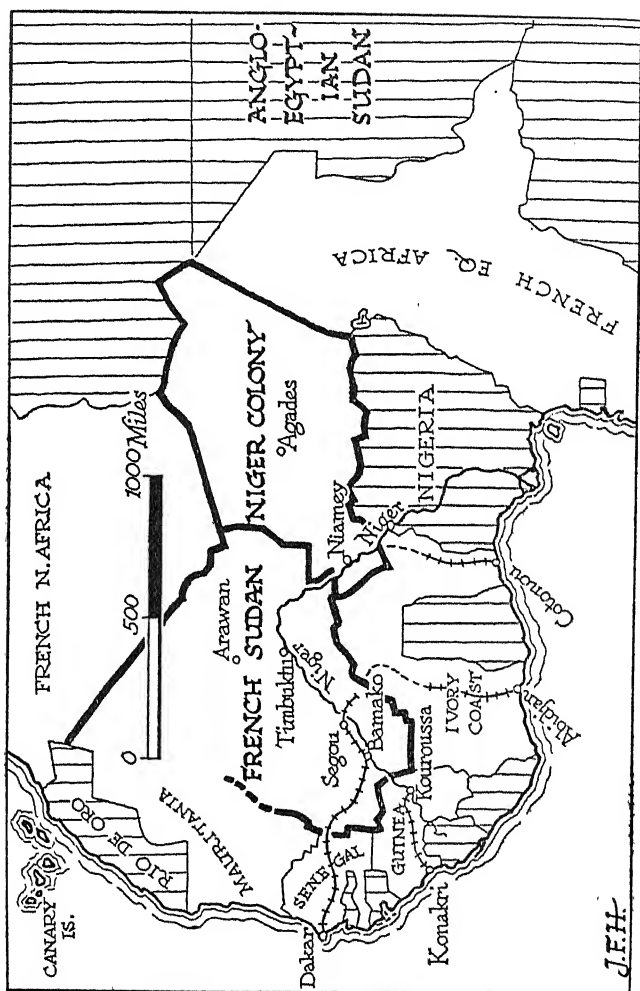 ANGLO-
EGYPT~
IAN
SUDAN
FRENCH EQ. AFRICA
FRENCH N. AFRICA
0 500 1000 Miles
NIGER COLONY
Agades
NIGERIA
Niamey
Niger
Arawan
FRENCH SUDAN
Timbuktu
Niger
Segou
Bamako
Kouroussa
IVORY
COAST
Abidjan
Cotonou
RIO DE ORO
CANARY
IS.
MAURITANIA
SENEGAL
GUINEA
Dakar
Konakri
J.F.H.